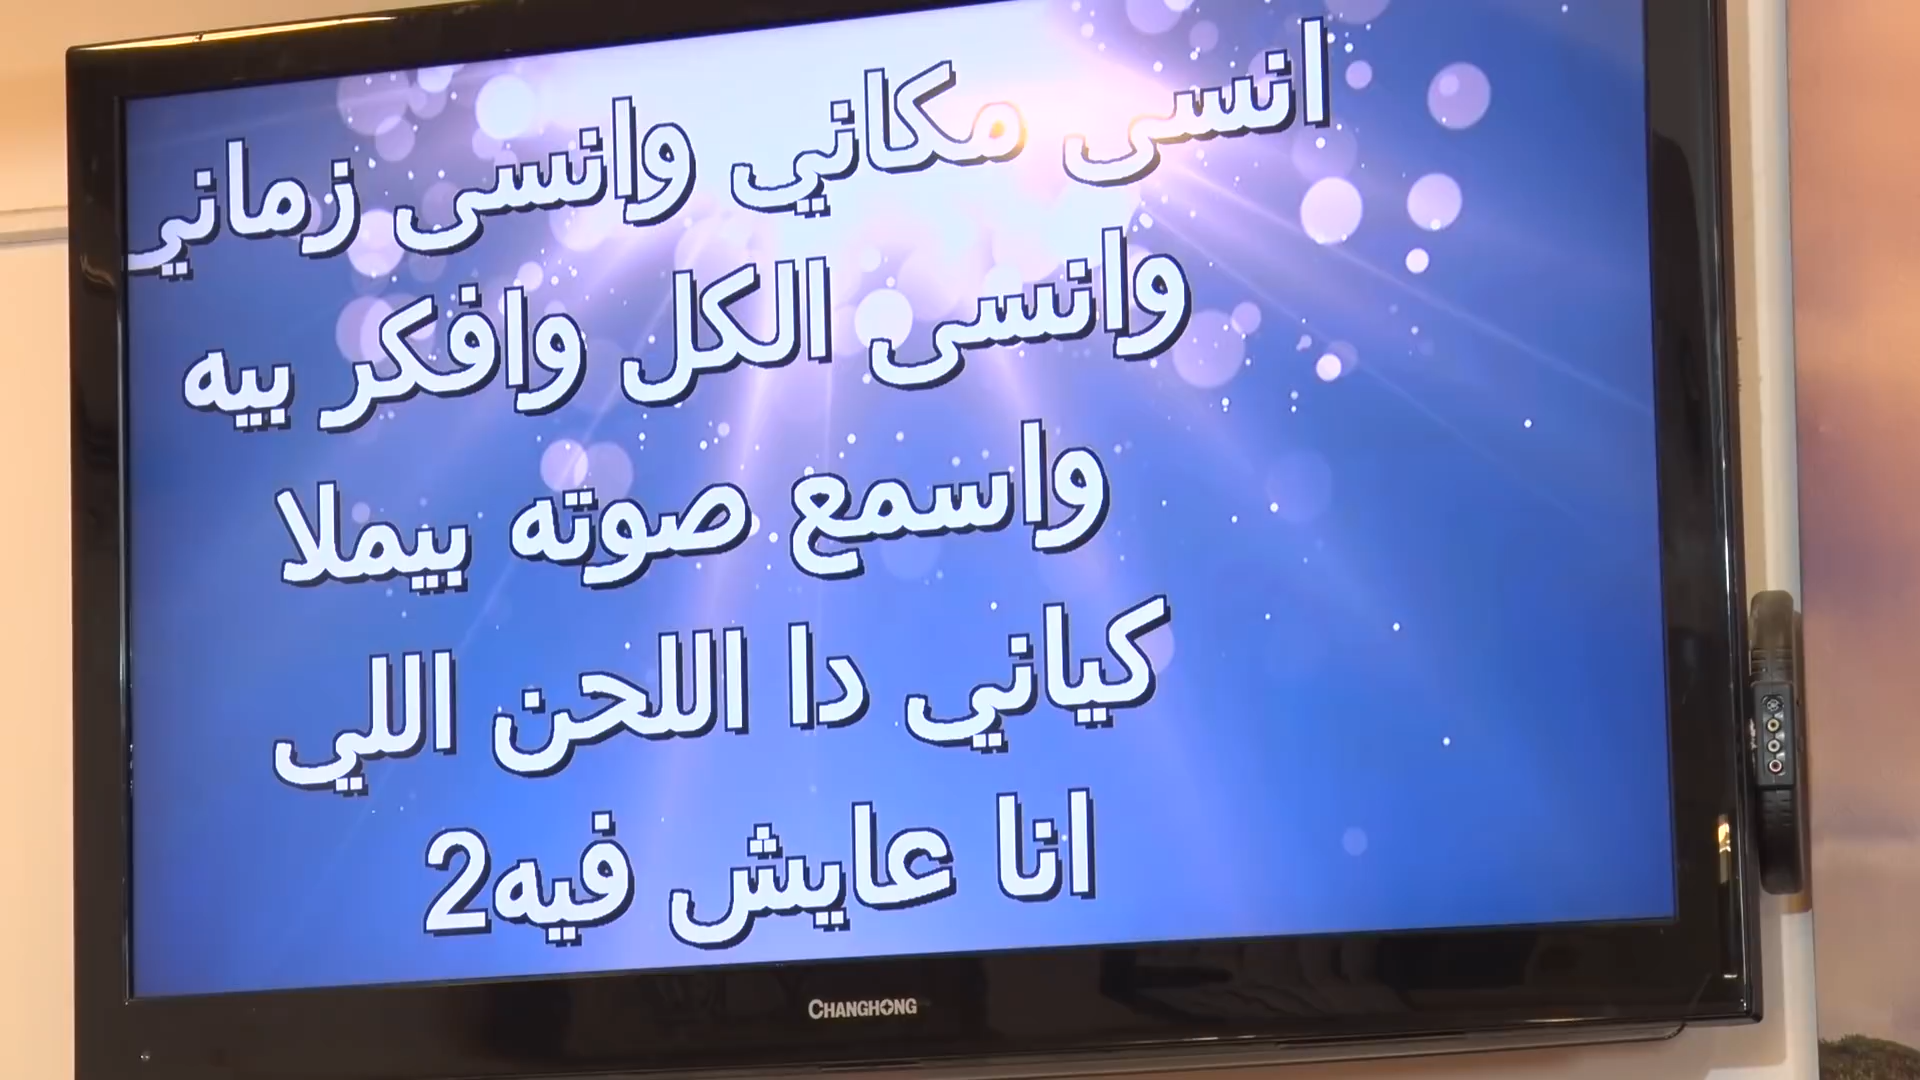 انسى مكاني وانسى زماني
وانسى الكل وافكر بيه
واسمع صوته بيملا
كياني دا اللحن اللي
انا عايش فيه2
CHANGHONG